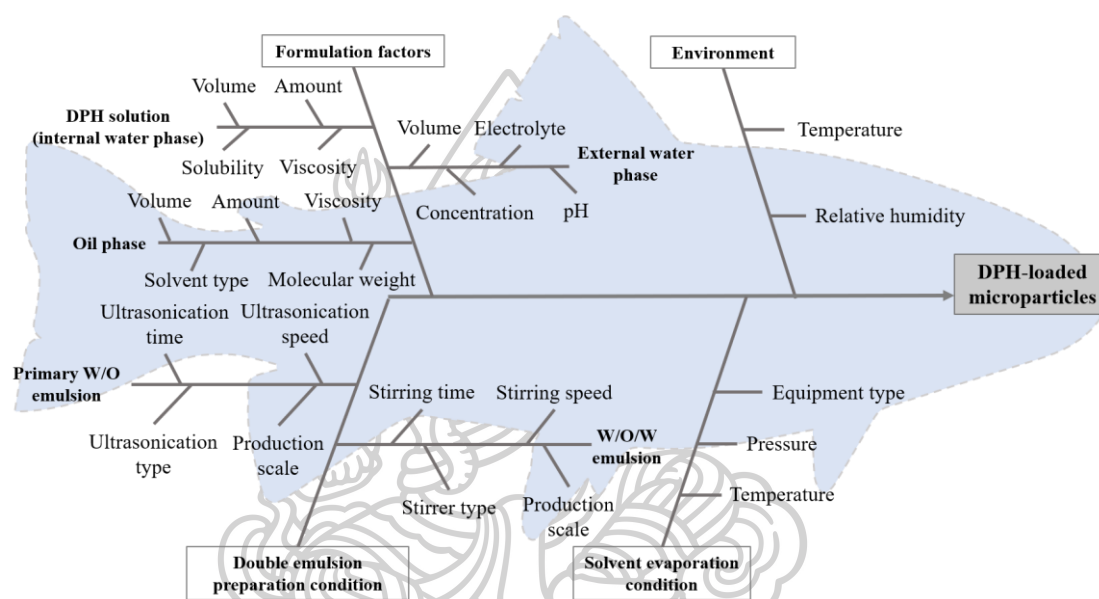 Formulation factors
Environment
Volume
Amount
DPH solution
(internal water phase)
Solubility
Viscosity
Volume
Electrolyte
External water
phase
Concentration
pH
Temperature
Volume
Amount
Viscosity
Oil phase
Solvent type
Molecular weight
Relative humidity
DPH-loaded
microparticles
Ultrasonication
time
Ultrasonication
speed
Primary W/O
emulsion
Ultrasonication
type
Production
scale
Stirring time
Stirring speed
W/O/W
emulsion
Stirrer type
Production
scale
Equipment type
Pressure
Temperature
Double emulsion
preparation condition
Solvent evaporation
condition